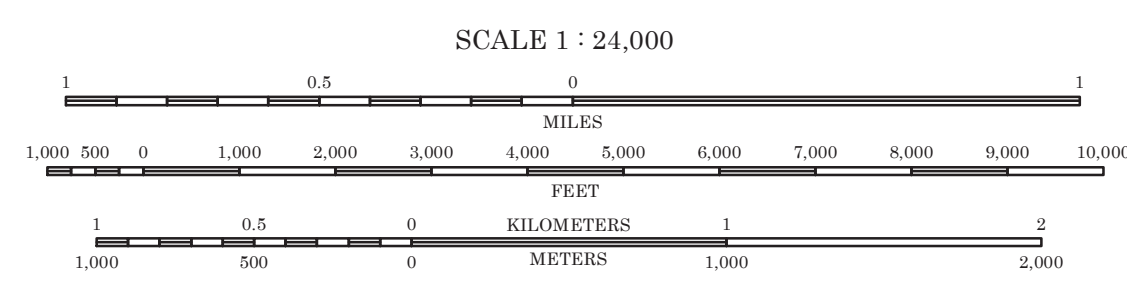 SCALE 1 : 24,000
1 0.5 0 1
MILES
1,000 500 0 1,000 2,000 3,000 4,000 5,000 6,000 7,000 8,000 9,000 10,000
FEET
1 0.5 0 KILOMETERS 1 2
1,000 500 0 METERS 1,000 2,000